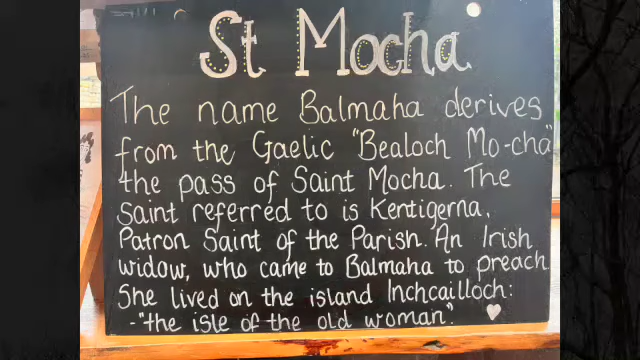 St Mocha
The name Balmaha derives
from the Gaelic "Bealoch Mo-cha"
the pass of Saint Mocha. The
Saint referred to is Kentigerna,
Patron Saint of the Parish. An Irish
widow, who came to Balmaha to preach
She lived on the island Inchcailloch:
-"the isle of the old woman".